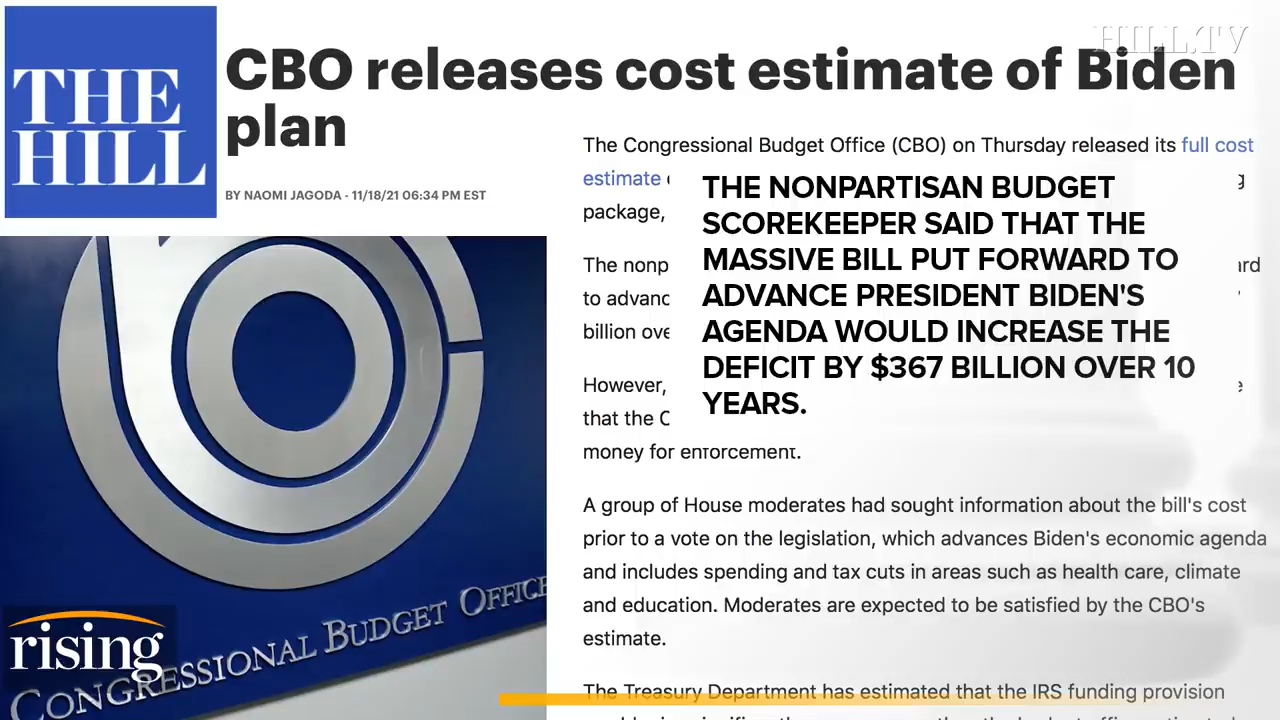 HILL.TV
THE
HILL
CBO releases cost estimate of Biden
plan
BY NAOMI JAGODA - 11/18/21 06:34 PM EST
The Congressional Budget Office (CBO) on Thursday released its full cost
estimate
package,
The nonp
to advanc
billion ove
However,
that the C
money for enforcement.
THE NONPARTISAN BUDGET
SCOREKEEPER SAID THAT THE
MASSIVE BILL PUT FORWARD TO
ADVANCE PRESIDENT BIDEN'S
AGENDA WOULD INCREASE THE
DEFICIT BY $367 BILLION OVER 10
YEARS.
A group of House moderates had sought information about the bill's cost
prior to a vote on the legislation, which advances Biden's economic agenda
and includes spending and tax cuts in areas such as health care, climate
and education. Moderates are expected to be satisfied by the CBO's
estimate.
The Treasury Department has estimated that the IRS funding provision
CONGRESSIONAL BUDGET OFFICE
rising